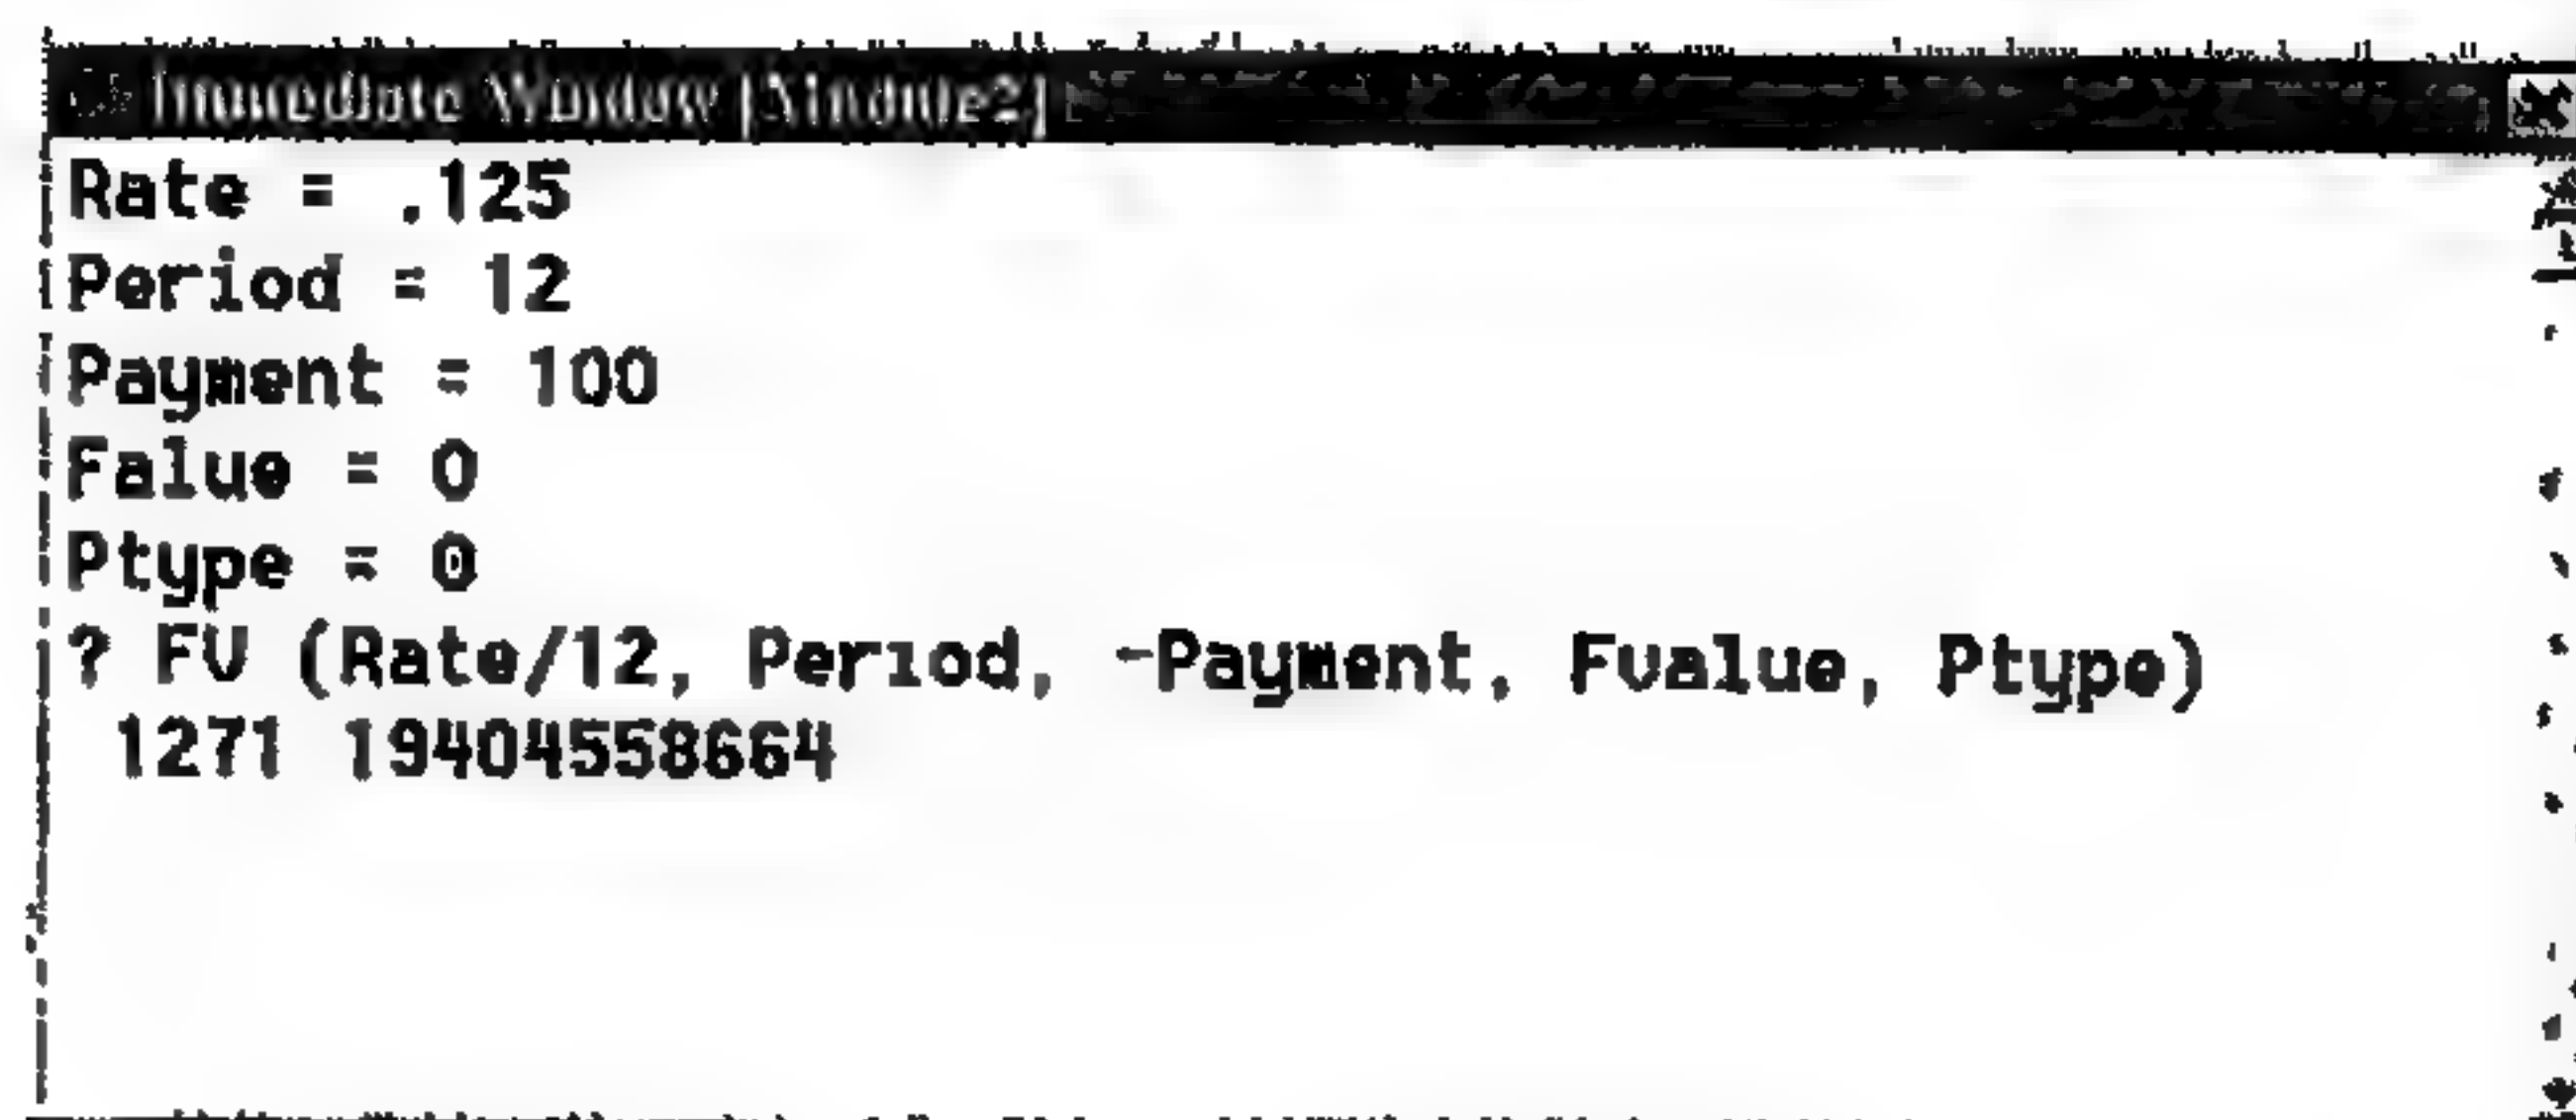 Immediate Window [Module2]
Rate = .125
Period = 12
Payment = 100
Falue = 0
Ptype = 0
? FV (Rate/12, Period, -Payment, Fvalue, Ptype)
1271 19404558664